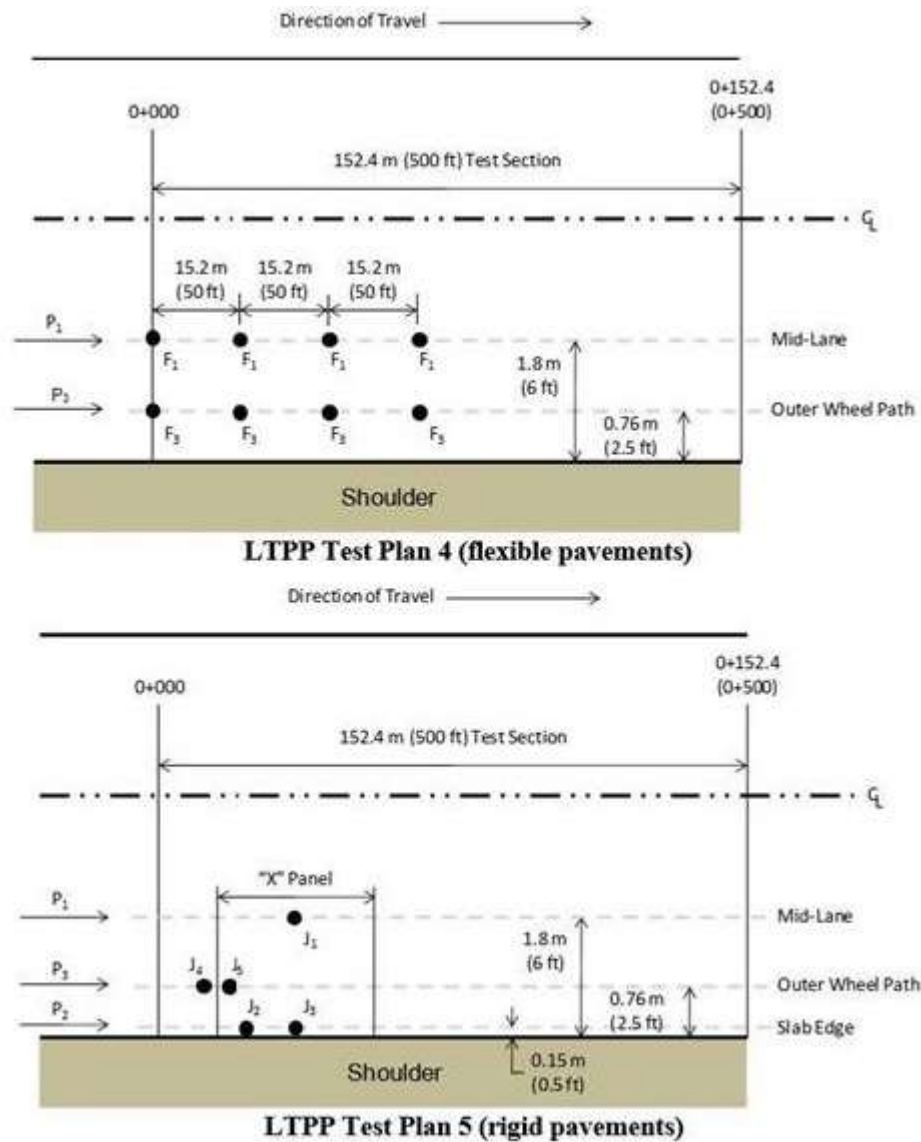 Direction of Travel
0+152.4
0+000 (0+500)
152.4 m (500 ft) Test Section
C
L
15.2 m 15.2 m 15.2 m
(50 ft) (50 ft) (50 ft)
P1 Mid-Lane
F1 F1 F1 F1
1.8 m
(6 ft)
P3 Outer Wheel Path
0.76 m
F3 F3 F3 F3 (2.5 ft)
Shoulder
LTPP Test Plan 4 (flexible pavements)
Direction of Travel
0+152.4
0+000 (0+500)
152.4 m (500 ft) Test Section
C
L
"X" Panel
P1 Mid-Lane
J1
1.8 m
(6 ft)
J4 J5
P3 Outer Wheel Path
0.76 m
J2 J3 (2.5 ft)
P2 Slab Edge
0.15 m
(0.5 ft)
Shoulder
LTPP Test Plan 5 (rigid pavements)